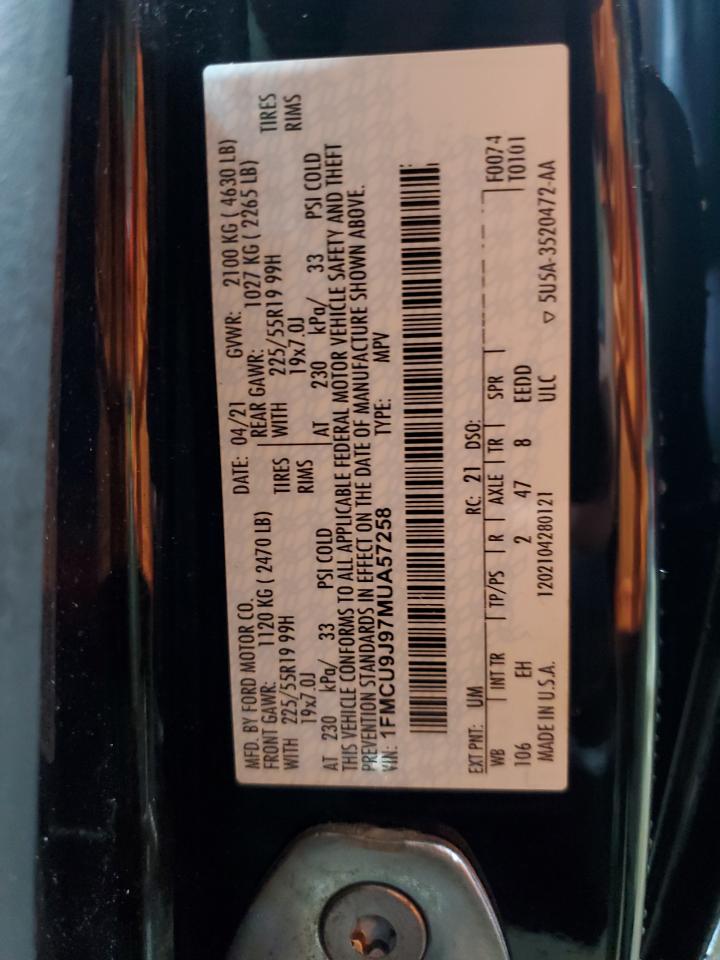 MFD. BY FORD MOTOR CO. DATE: 04/21 GVWR: 2100 KG ( 4630 LB)
FRONT GAWR: 1120 KG ( 2470 LB) REAR GAWR: 1027 KG ( 2265 LB)
WITH 225/55R19 99H TIRES WITH 225/55R19 99H TIRES
19x7.0J RIMS 19x7.0J RIMS
AT 230 kPa/ 33 PSI COLD AT 230 kPa/ 33 PSI COLD
THIS VEHICLE CONFORMS TO ALL APPLICABLE FEDERAL MOTOR VEHICLE SAFETY AND THEFT
PREVENTION STANDARDS IN EFFECT ON THE DATE OF MANUFACTURE SHOWN ABOVE.
VIN: 1FMCU9J97MUA57258 TYPE: MPV
EXT PNT: UM RC: 21 DSO:
WB INT TR TP/PS R AXLE TR SPR F0074
106 EH 2 47 8 EEDD T0101
MADE IN U.S.A. 1202104280121 ULC ▽ 5U5A-3520472-AA